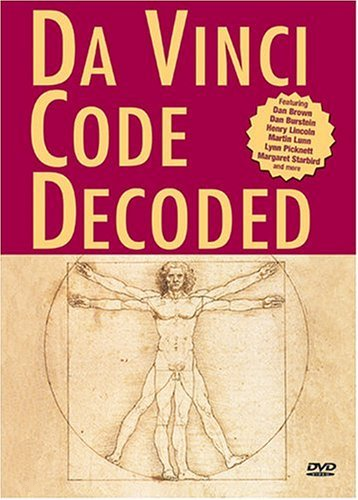 DA VINCI
CODE
DECODED
Featuring
Dan Brown
Dan Burstein
Henry Lincoln
Martin Lunn
Lynn Picknett
Margaret Starbird
and more
DVD
VIDEO